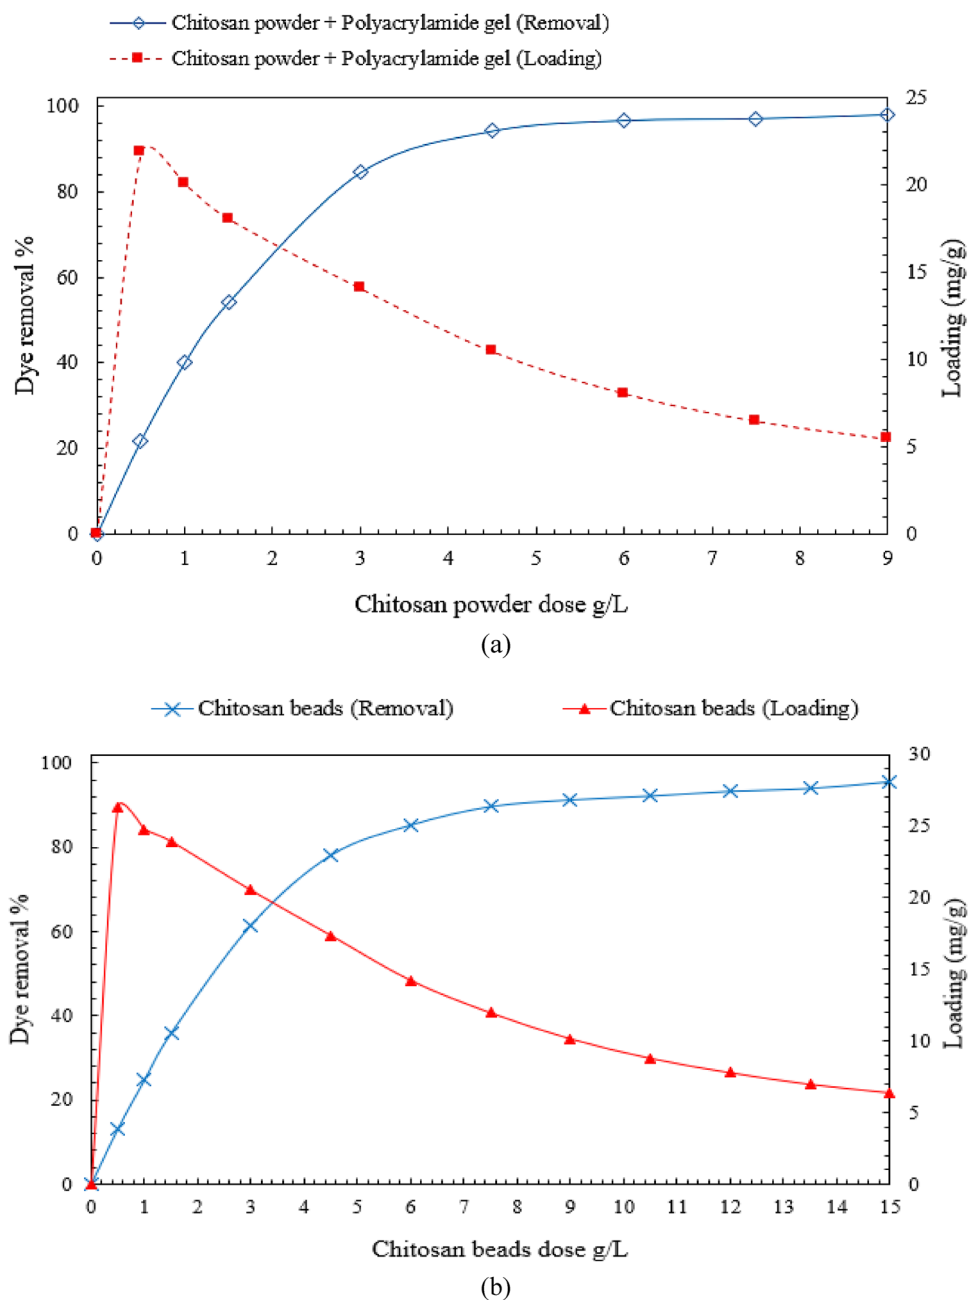 Chitosan powder + Polyacrylamide gel (Removal)
Chitosan powder + Polyacrylamide gel (Loading)
100
80
60
40
20
0
Dye removal %
25
20
15
10
5
0
Loading (mg/g)
0 1 2 3 4 5 6 7 8 9
Chitosan powder dose g/L
(a)
Chitosan beads (Removal) Chitosan beads (Loading)
100
80
60
40
20
0
Dye removal %
30
25
20
15
10
5
0
Loading (mg/g)
0 1 2 3 4 5 6 7 8 9 10 11 12 13 14 15
Chitosan beads dose g/L
(b)